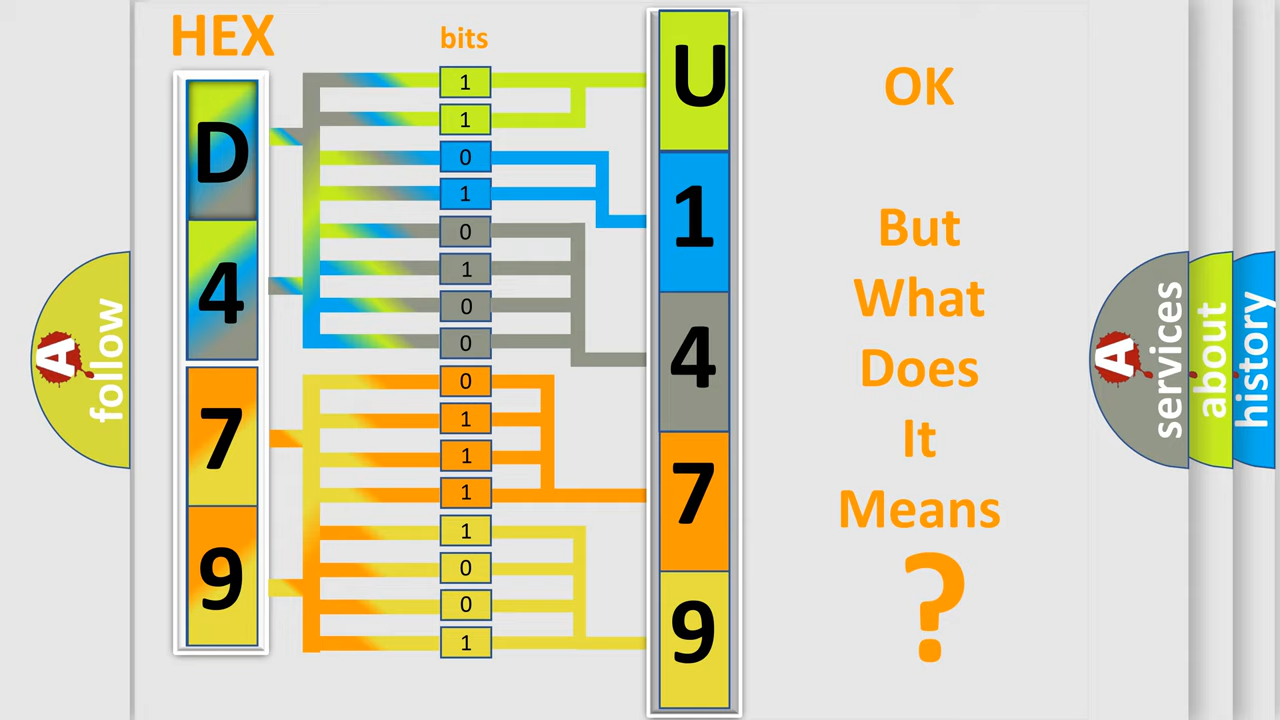 HEX
bits
D
4
7
9
1
1
0
1
0
1
0
0
0
1
1
1
1
0
0
1
U
1
4
7
9
OK
But
What
Does
It
Means
?
A
follow
A
services
about
history